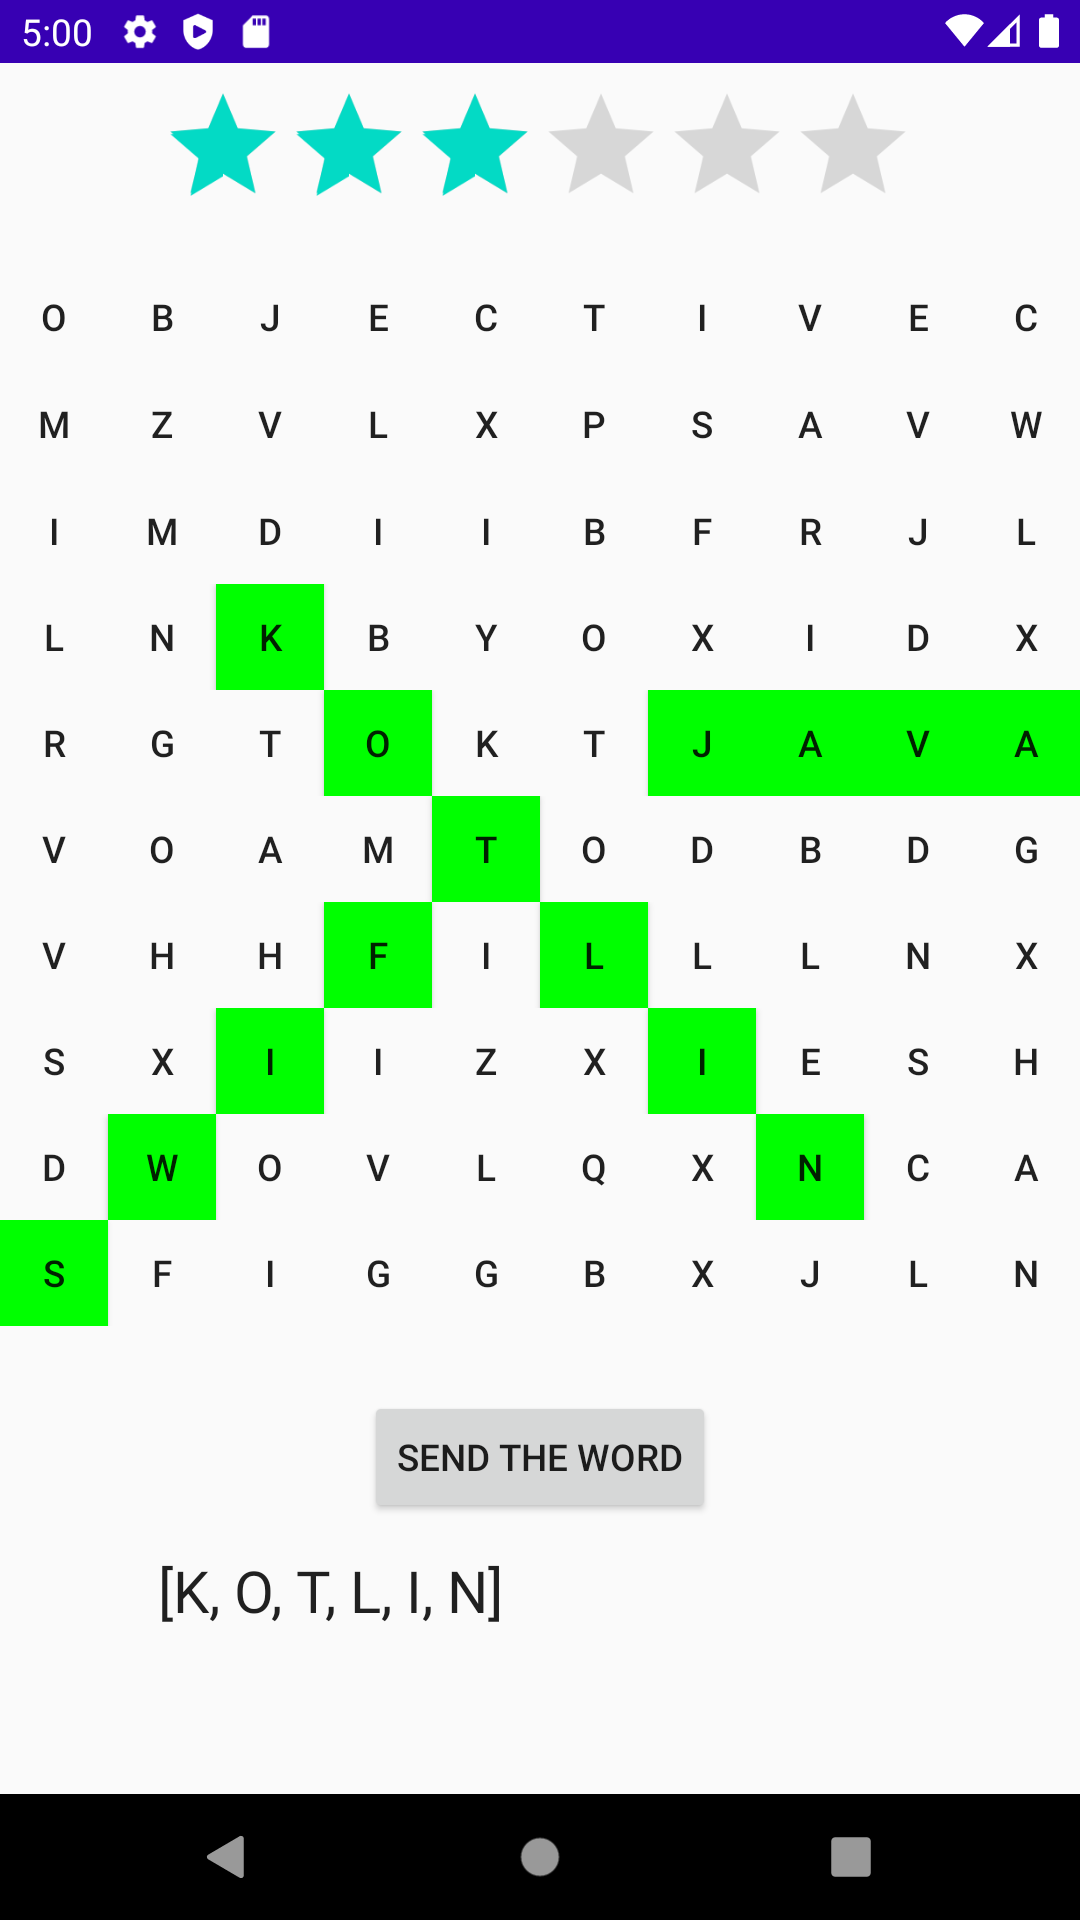 5:00
O B J E C T I V E C
M Z V L X P S A V W
I M D I I B F R J L
L N K B Y O X I D X
R G T O K T J A V A
V O A M T O D B D G
V H H F I L L L N X
S X I I Z X I E S H
D W O V L Q X N C A
S F I G G B X J L N
SEND THE WORD
[K, O, T, L, I, N]